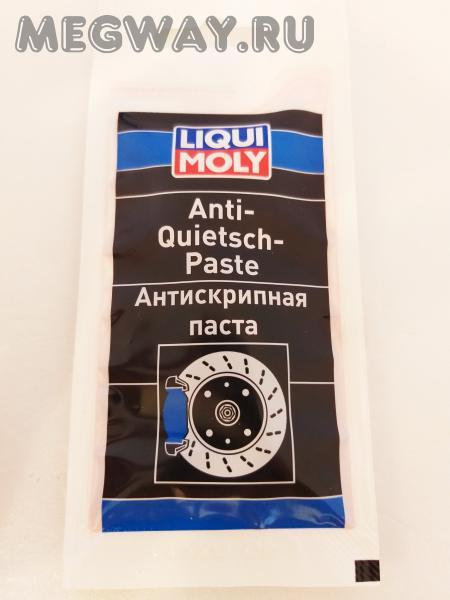 MEGWAY.RU
LIQUI
MOLY
Anti-
Quietsch-
Paste
Антискрипная
паста